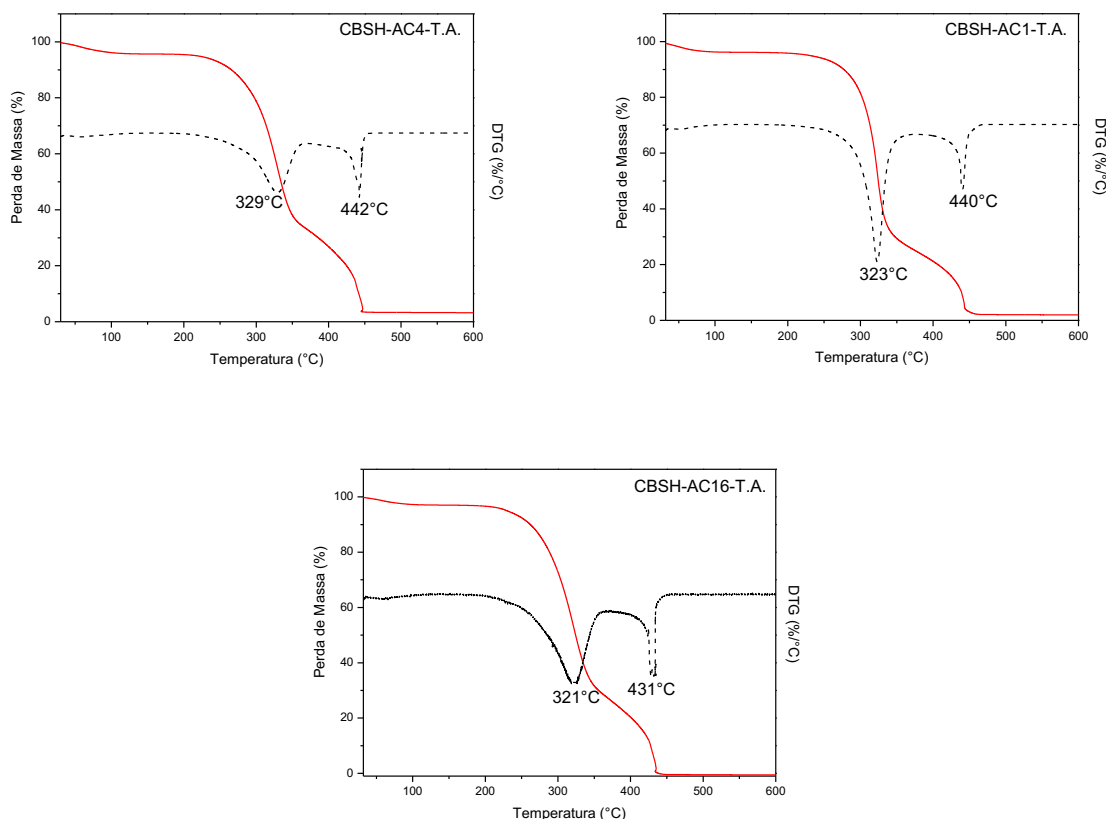 CBSH-AC4-T.A.
100
80
60
40
20
0
Perda de Massa (%)
DTG (%/°C)
329°C
442°C
100
200
300
400
500
600
Temperatura (°C)
CBSH-AC1-T.A.
100
80
60
40
20
0
Perda de Massa (%)
DTG (%/°C)
323°C
440°C
100
200
300
400
500
600
Temperatura (°C)
CBSH-AC16-T.A.
100
80
60
40
20
0
Perda de Massa (%)
DTG (%/°C)
321°C
431°C
100
200
300
400
500
600
Temperatura (°C)